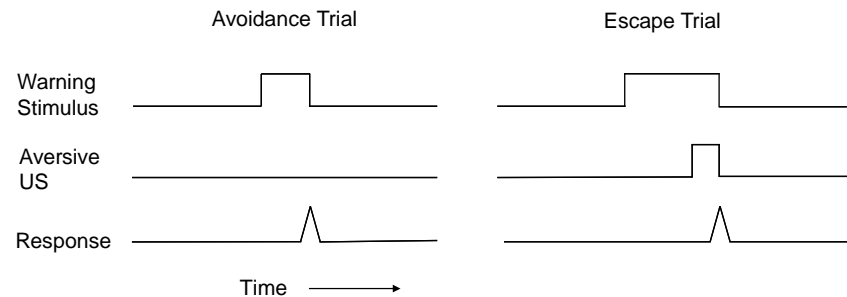 Avoidance Trial
Escape Trial
Warning
Stimulus
Aversive
US
Response
Time